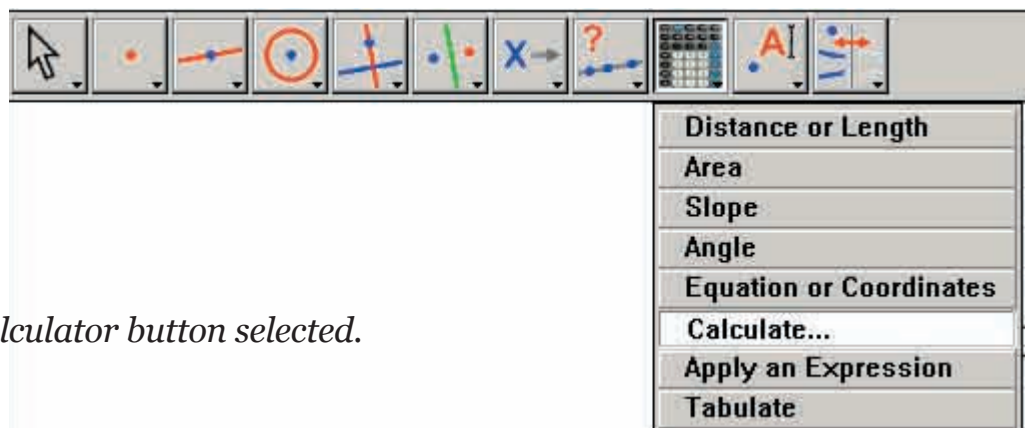 A
X
?
Distance or Length
Area
Slope
Angle
Equation or Coordinates
lculator button selected.
Calculate...
Apply an Expression
Tabulate